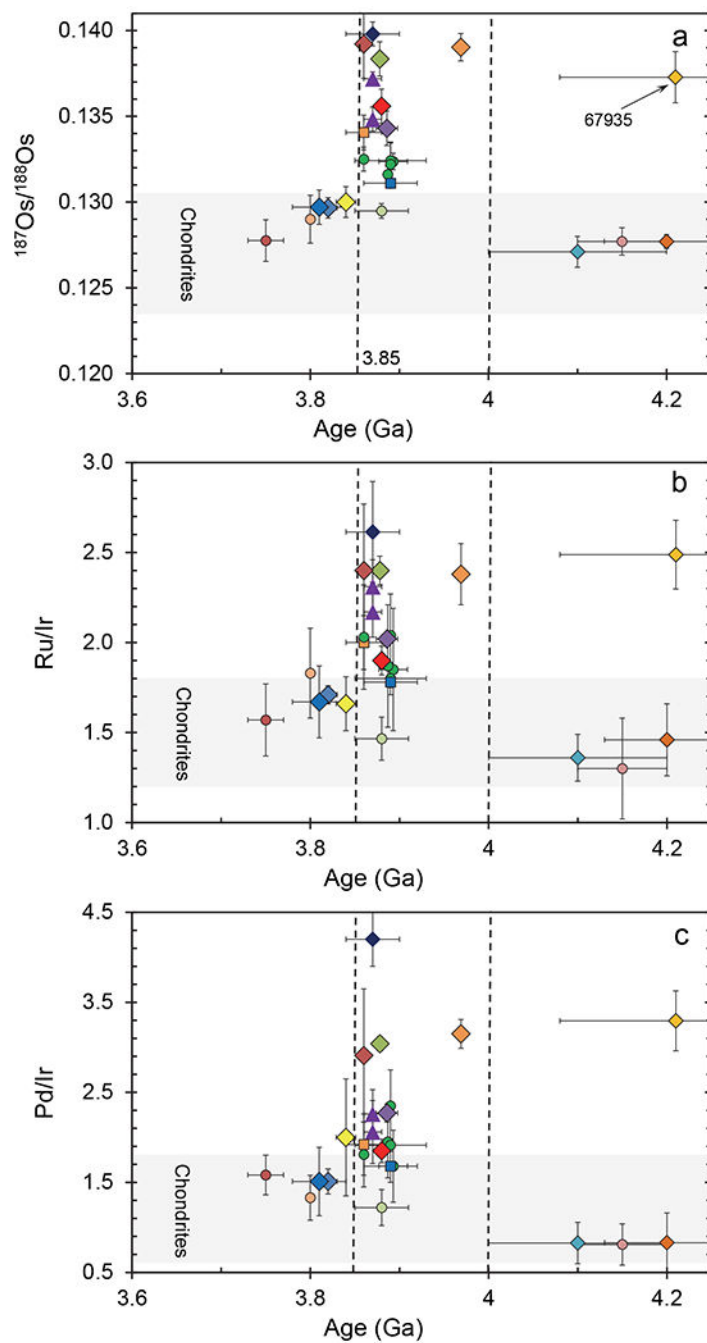 a
0.140
0.135
0.130
0.125
0.120
¹⁸⁷Os/¹⁸⁸Os
67935
Chondrites
3.85
3.6
3.8
4
4.2
Age (Ga)
b
3.0
2.5
2.0
1.5
1.0
Ru/Ir
Chondrites
3.6
3.8
4
4.2
Age (Ga)
c
4.5
3.5
2.5
1.5
0.5
Pd/Ir
Chondrites
3.6
3.8
4
4.2
Age (Ga)